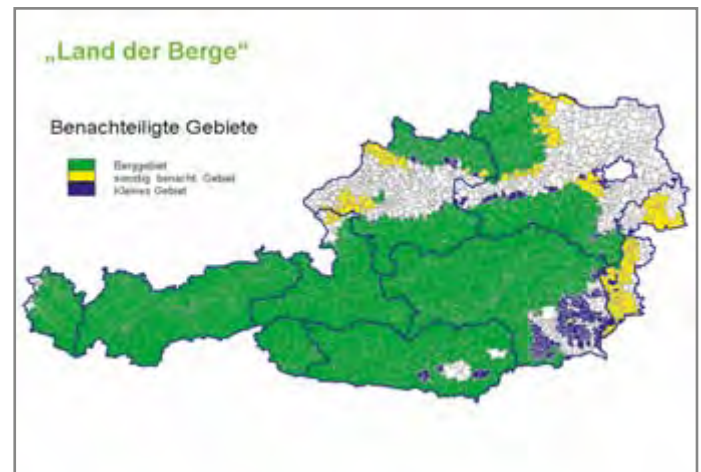 „Land der Berge“
Benachteiligte Gebiete
Berggebiet
sonstig benacht. Gebiet
Kleines Gebiet